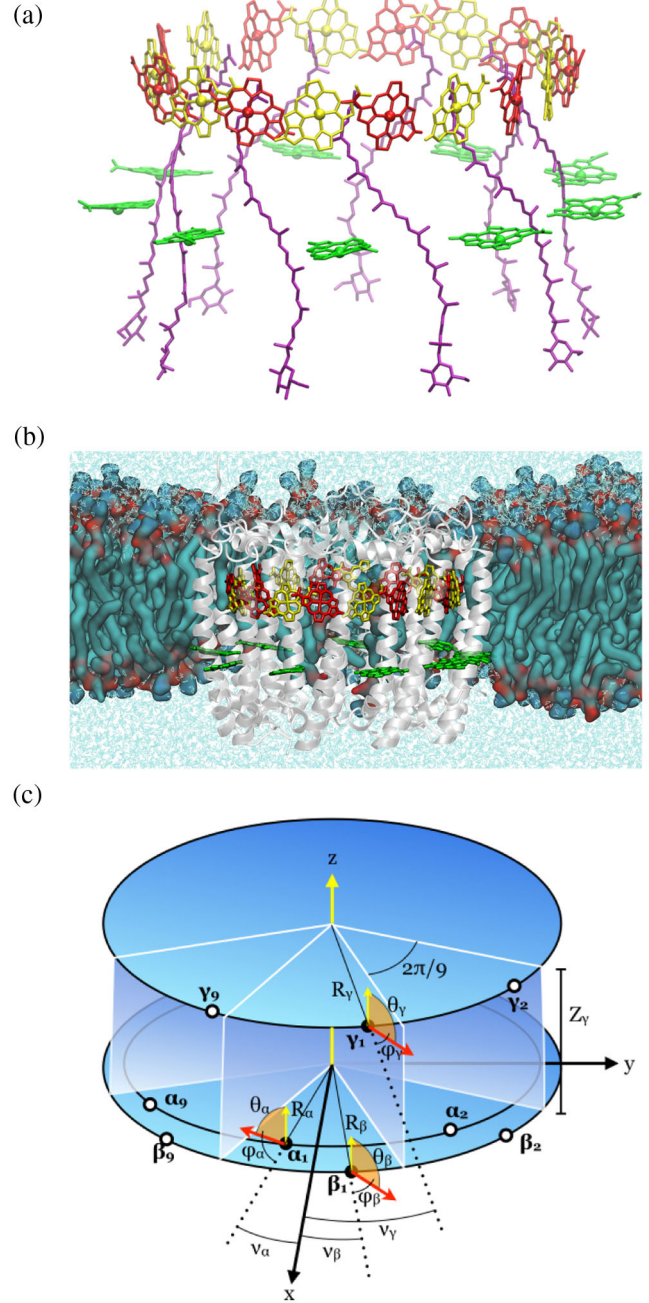 (a)
(b)
(c)
z
2π/9
γ₉
Rγ
θγ
γ₂
Zγ
γ₁
φγ
y
α₉
θα
Rα
Rβ
α₂
β₉
φα
α₁
θβ
β₂
β₁
φβ
να
νβ
νγ
x